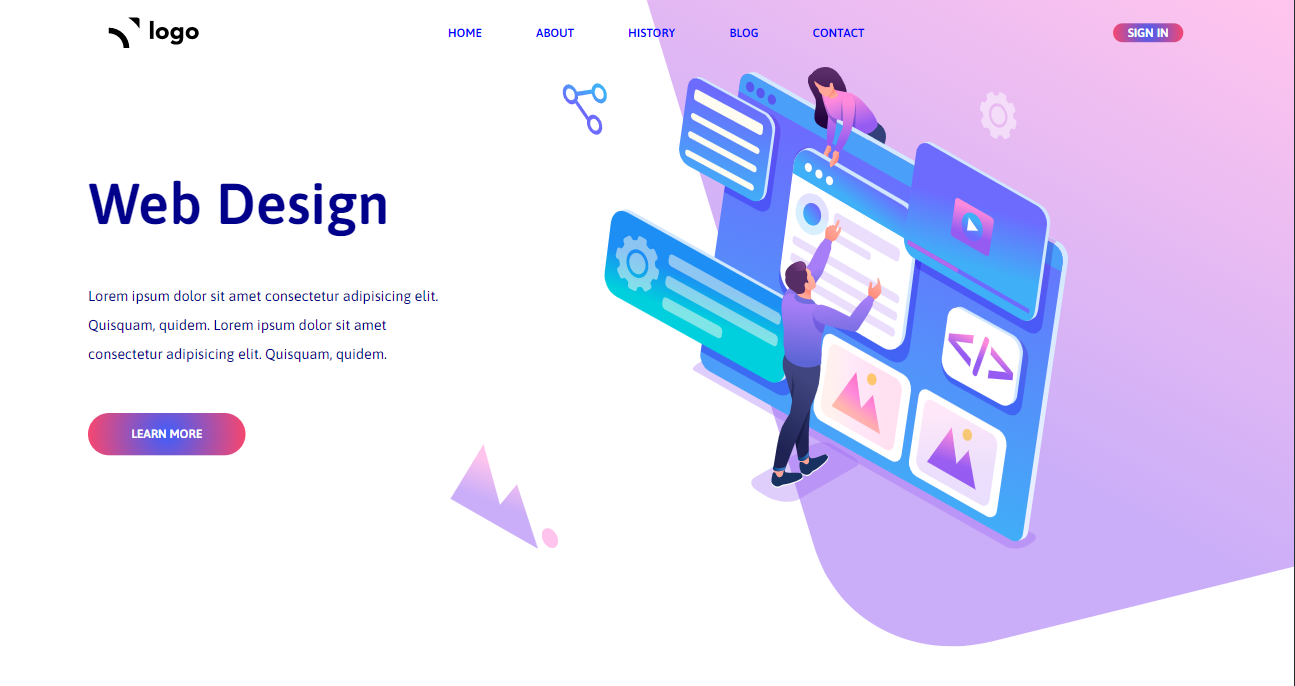 logo
HOME
ABOUT
HISTORY
BLOG
CONTACT
SIGN IN
Web Design
Lorem ipsum dolor sit amet consectetur adipisicing elit.
Quisquam, quidem. Lorem ipsum dolor sit amet
consectetur adipisicing elit. Quisquam, quidem.
LEARN MORE
</>